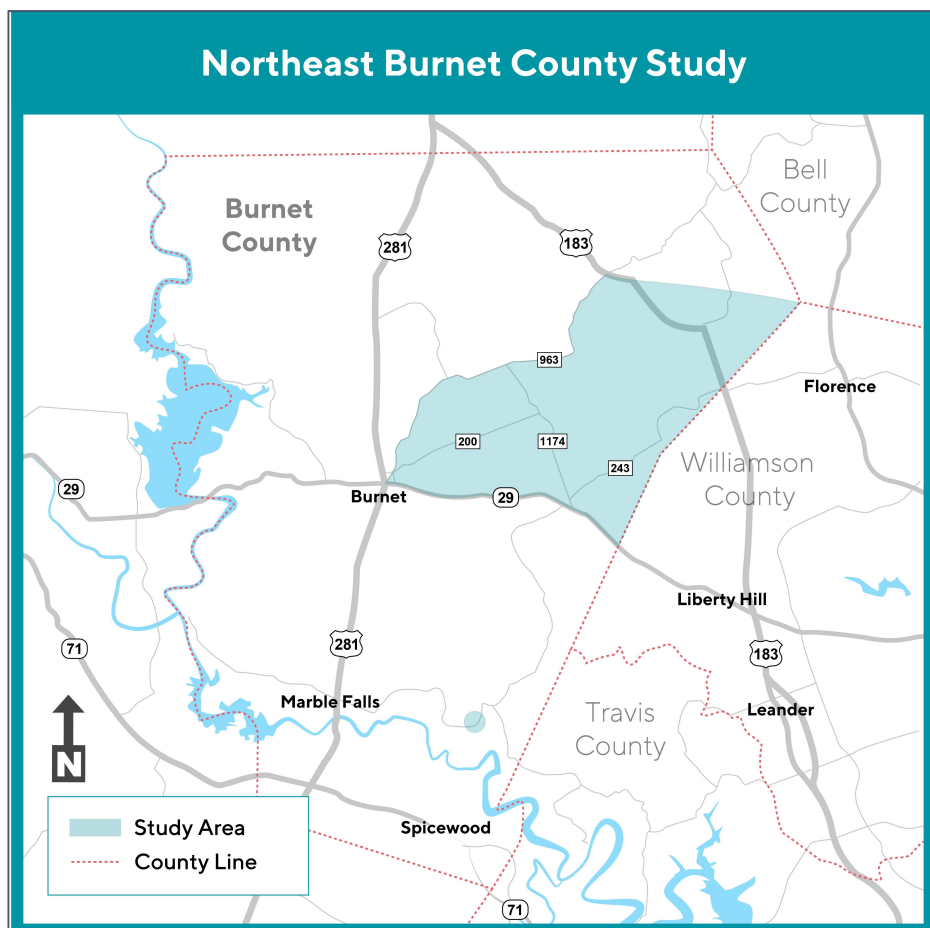 Northeast Burnet County Study
Bell
County
Burnet
County
281
183
963
Florence
200
1174
243
Williamson
County
29
Burnet
29
Liberty Hill
71
281
183
Marble Falls
Leander
Travis
County
N
Study Area
County Line
Spicewood
71